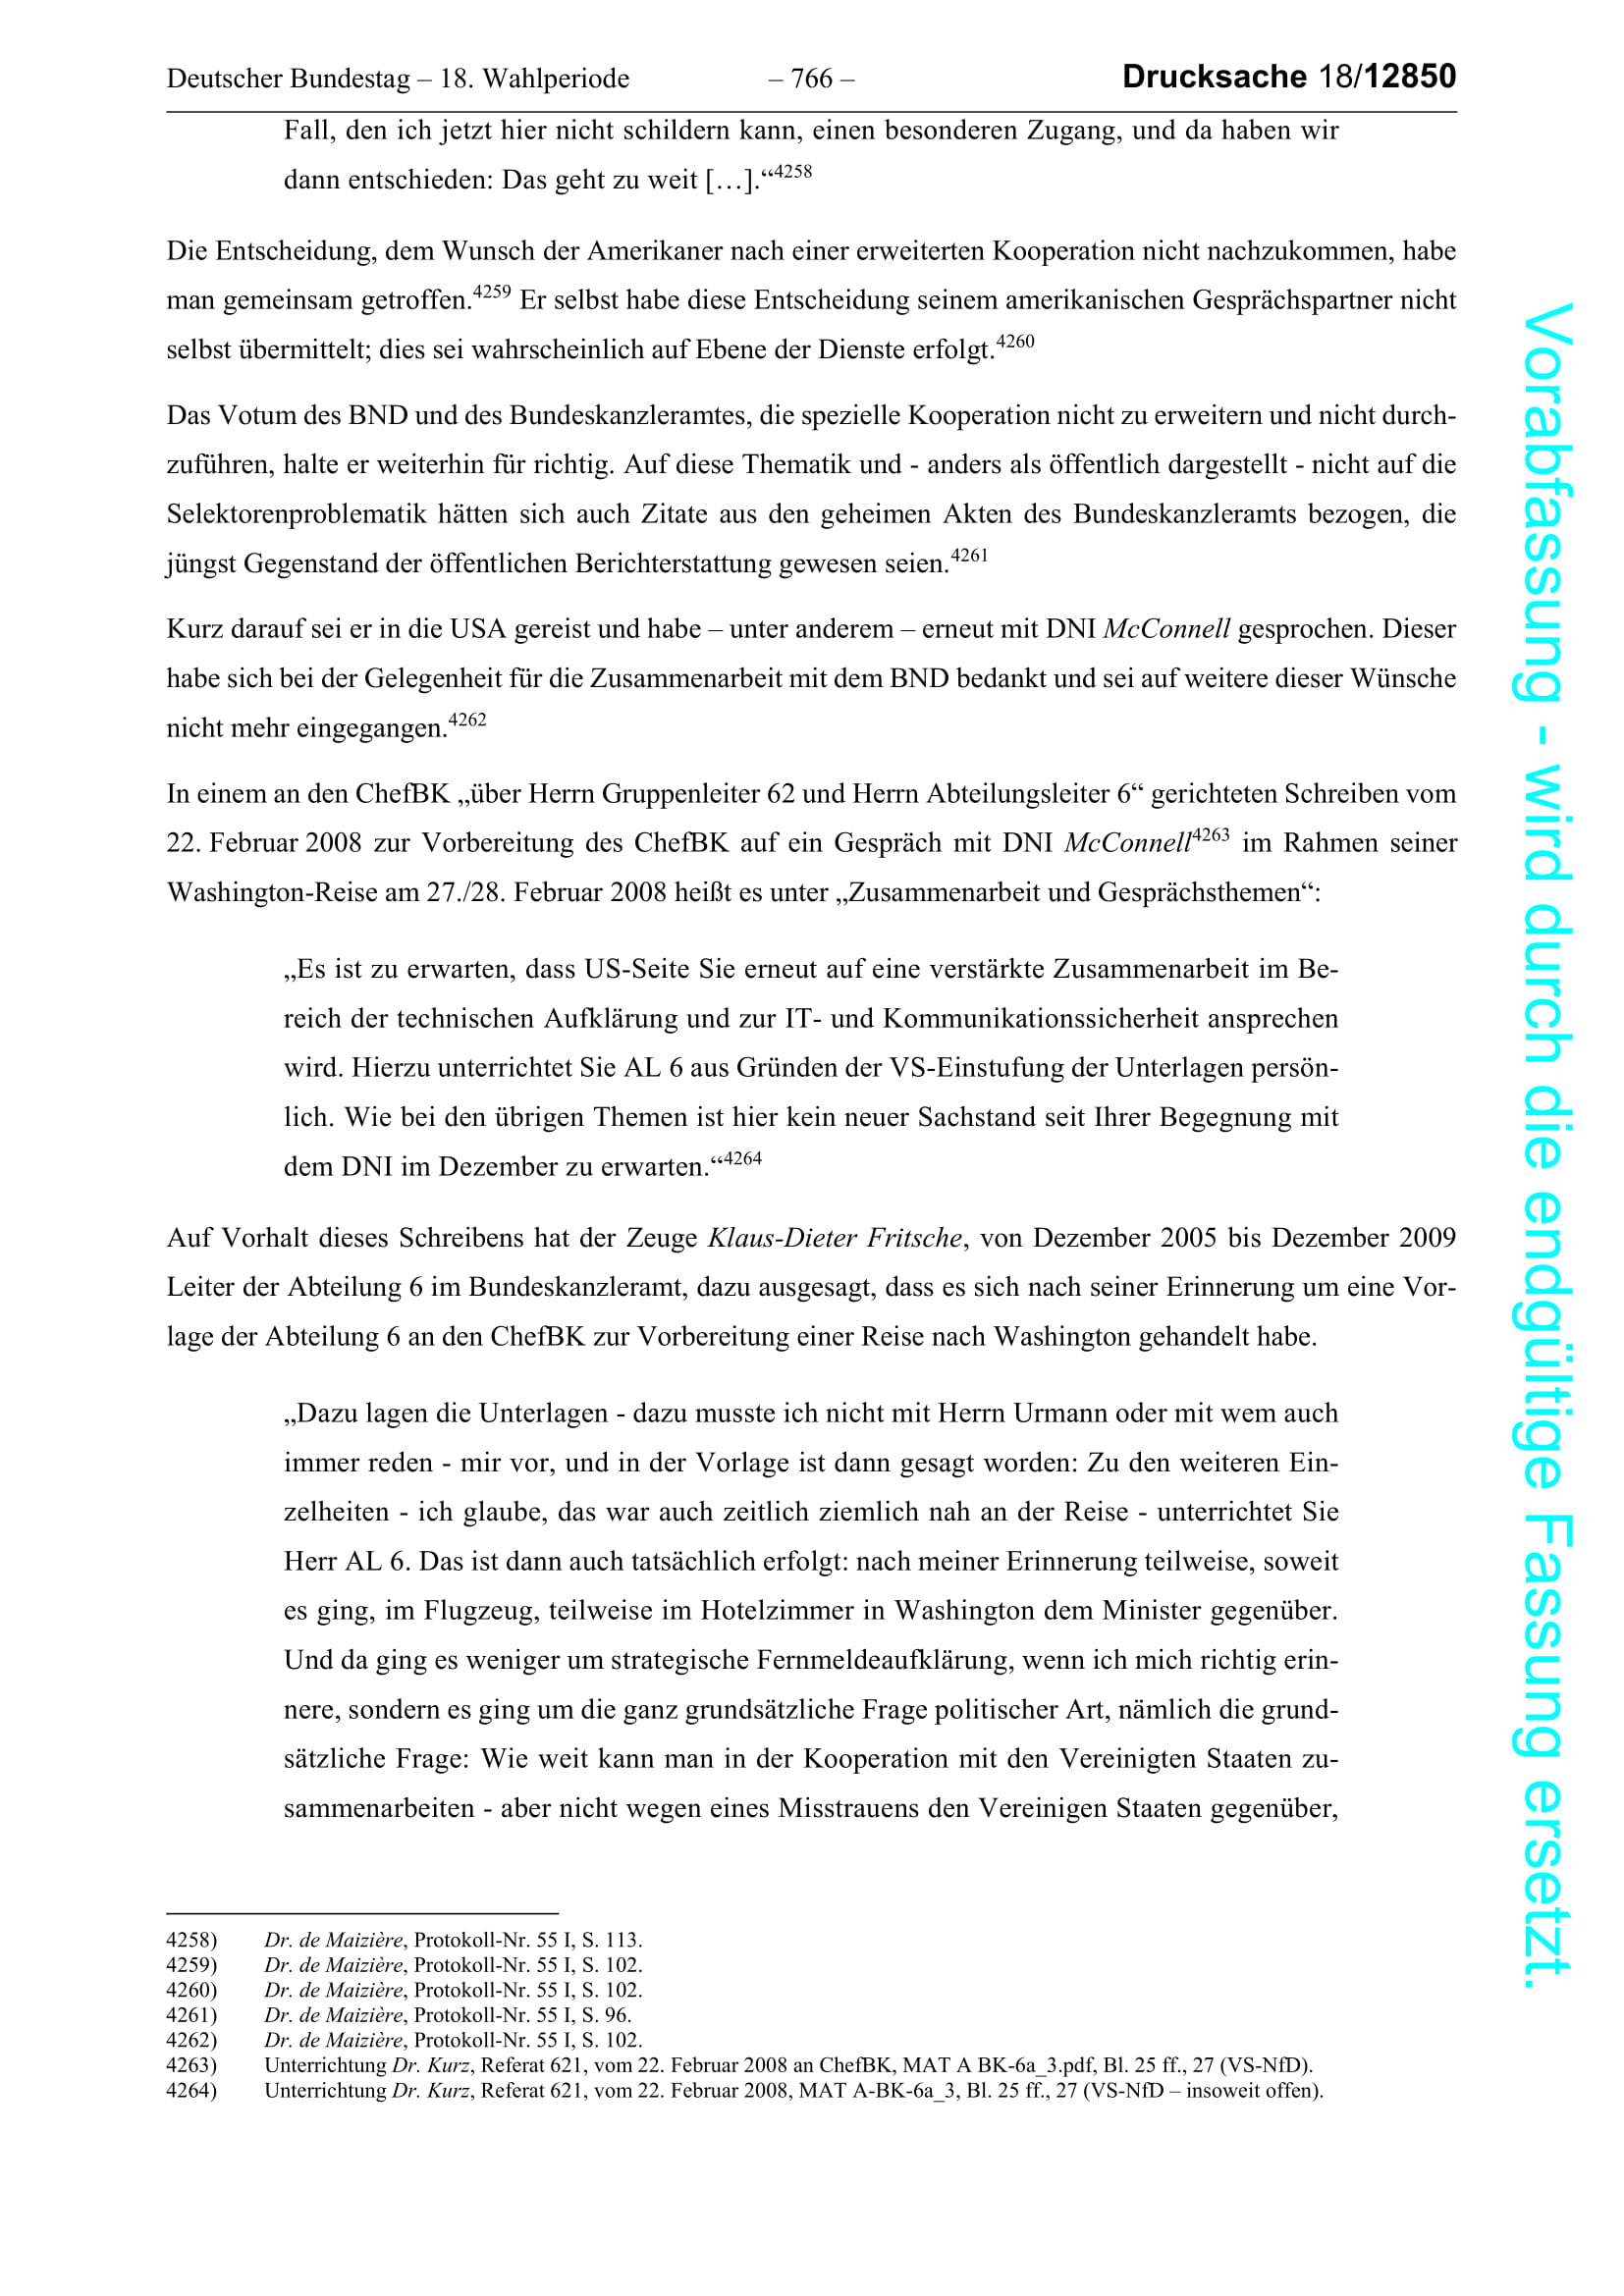 Deutscher Bundestag – 18. Wahlperiode – 766 – Drucksache 18/12850
Fall, den ich jetzt hier nicht schildern kann, einen besonderen Zugang, und da haben wir
dann entschieden: Das geht zu weit […].“4258
Die Entscheidung, dem Wunsch der Amerikaner nach einer erweiterten Kooperation nicht nachzukommen, habe
man gemeinsam getroffen.4259 Er selbst habe diese Entscheidung seinem amerikanischen Gesprächspartner nicht
selbst übermittelt; dies sei wahrscheinlich auf Ebene der Dienste erfolgt.4260
Das Votum des BND und des Bundeskanzleramtes, die spezielle Kooperation nicht zu erweitern und nicht durch-
zuführen, halte er weiterhin für richtig. Auf diese Thematik und - anders als öffentlich dargestellt - nicht auf die
Selektorenproblematik hätten sich auch Zitate aus den geheimen Akten des Bundeskanzleramts bezogen, die
jüngst Gegenstand der öffentlichen Berichterstattung gewesen seien.4261
Kurz darauf sei er in die USA gereist und habe – unter anderem – erneut mit DNI McConnell gesprochen. Dieser
habe sich bei der Gelegenheit für die Zusammenarbeit mit dem BND bedankt und sei auf weitere dieser Wünsche
nicht mehr eingegangen.4262
In einem an den ChefBK „über Herrn Gruppenleiter 62 und Herrn Abteilungsleiter 6“ gerichteten Schreiben vom
22. Februar 2008 zur Vorbereitung des ChefBK auf ein Gespräch mit DNI McConnell4263 im Rahmen seiner
Washington-Reise am 27./28. Februar 2008 heißt es unter „Zusammenarbeit und Gesprächsthemen“:
„Es ist zu erwarten, dass US-Seite Sie erneut auf eine verstärkte Zusammenarbeit im Be-
reich der technischen Aufklärung und zur IT- und Kommunikationssicherheit ansprechen
wird. Hierzu unterrichtet Sie AL 6 aus Gründen der VS-Einstufung der Unterlagen persön-
lich. Wie bei den übrigen Themen ist hier kein neuer Sachstand seit Ihrer Begegnung mit
dem DNI im Dezember zu erwarten.“4264
Auf Vorhalt dieses Schreibens hat der Zeuge Klaus-Dieter Fritsche, von Dezember 2005 bis Dezember 2009
Leiter der Abteilung 6 im Bundeskanzleramt, dazu ausgesagt, dass es sich nach seiner Erinnerung um eine Vor-
lage der Abteilung 6 an den ChefBK zur Vorbereitung einer Reise nach Washington gehandelt habe.
„Dazu lagen die Unterlagen - dazu musste ich nicht mit Herrn Urmann oder mit wem auch
immer reden - mir vor, und in der Vorlage ist dann gesagt worden: Zu den weiteren Ein-
zelheiten - ich glaube, das war auch zeitlich ziemlich nah an der Reise - unterrichtet Sie
Herr AL 6. Das ist dann auch tatsächlich erfolgt: nach meiner Erinnerung teilweise, soweit
es ging, im Flugzeug, teilweise im Hotelzimmer in Washington dem Minister gegenüber.
Und da ging es weniger um strategische Fernmeldeaufklärung, wenn ich mich richtig erin-
nere, sondern es ging um die ganz grundsätzliche Frage politischer Art, nämlich die grund-
sätzliche Frage: Wie weit kann man in der Kooperation mit den Vereinigten Staaten zu-
sammenarbeiten - aber nicht wegen eines Misstrauens den Vereinigen Staaten gegenüber,
4258) Dr. de Maizière, Protokoll-Nr. 55 I, S. 113.
4259) Dr. de Maizière, Protokoll-Nr. 55 I, S. 102.
4260) Dr. de Maizière, Protokoll-Nr. 55 I, S. 102.
4261) Dr. de Maizière, Protokoll-Nr. 55 I, S. 96.
4262) Dr. de Maizière, Protokoll-Nr. 55 I, S. 102.
4263) Unterrichtung Dr. Kurz, Referat 621, vom 22. Februar 2008 an ChefBK, MAT A BK-6a_3.pdf, Bl. 25 ff., 27 (VS-NfD).
4264) Unterrichtung Dr. Kurz, Referat 621, vom 22. Februar 2008, MAT A-BK-6a_3, Bl. 25 ff., 27 (VS-NfD – insoweit offen).
Vorabfassung - wird durch die endgültige Fassung ersetzt.